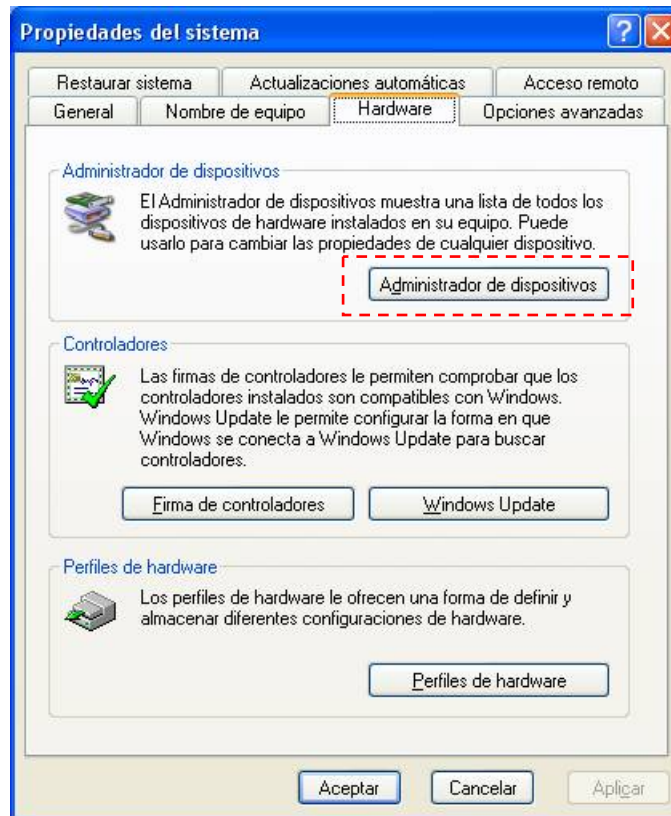 Propiedades del sistema
Restaurar sistema
Actualizaciones automáticas
Acceso remoto
General
Nombre de equipo
Hardware
Opciones avanzadas
Administrador de dispositivos
El Administrador de dispositivos muestra una lista de todos los
dispositivos de hardware instalados en su equipo. Puede
usarlo para cambiar las propiedades de cualquier dispositivo.
Administrador de dispositivos
Controladores
Las firmas de controladores le permiten comprobar que los
controladores instalados son compatibles con Windows.
Windows Update le permite configurar la forma en que
Windows se conecta a Windows Update para buscar
controladores.
Firma de controladores
Windows Update
Perfiles de hardware
Los perfiles de hardware le ofrecen una forma de definir y
almacenar diferentes configuraciones de hardware.
Perfiles de hardware
Aceptar
Cancelar
Aplicar